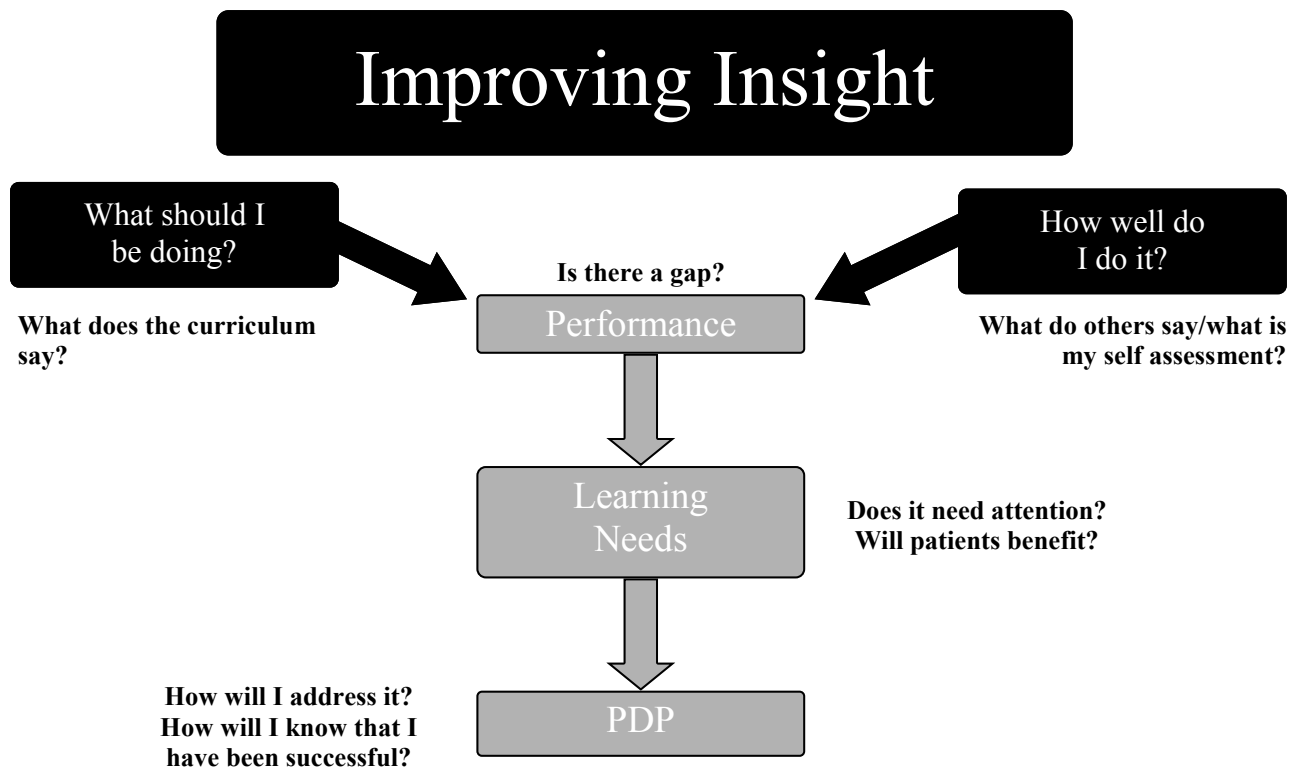 Improving Insight
What should I
be doing?
How well do
I do it?
Is there a gap?
Performance
What does the curriculum
say?
What do others say/what is
my self assessment?
Learning
Needs
Does it need attention?
Will patients benefit?
How will I address it?
How will I know that I
have been successful?
PDP